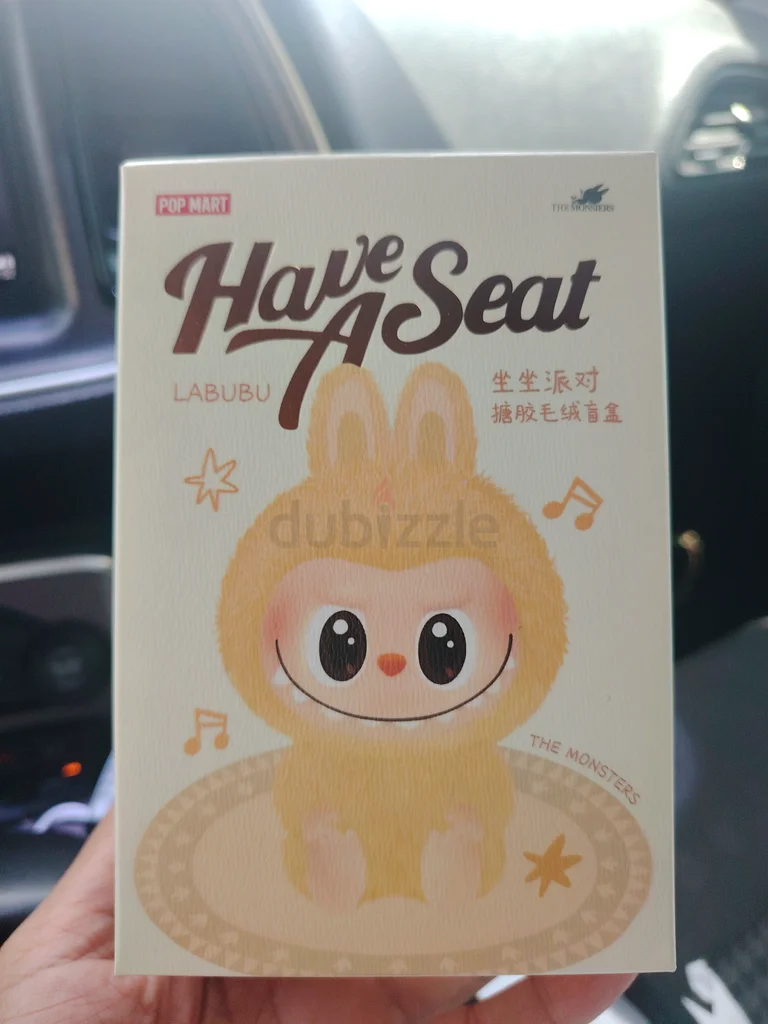 POP MART
THE MONSTERS
Have
A Seat
LABUBU
坐坐派对
搪胶毛绒盲盒
dubizzle
THE MONSTERS